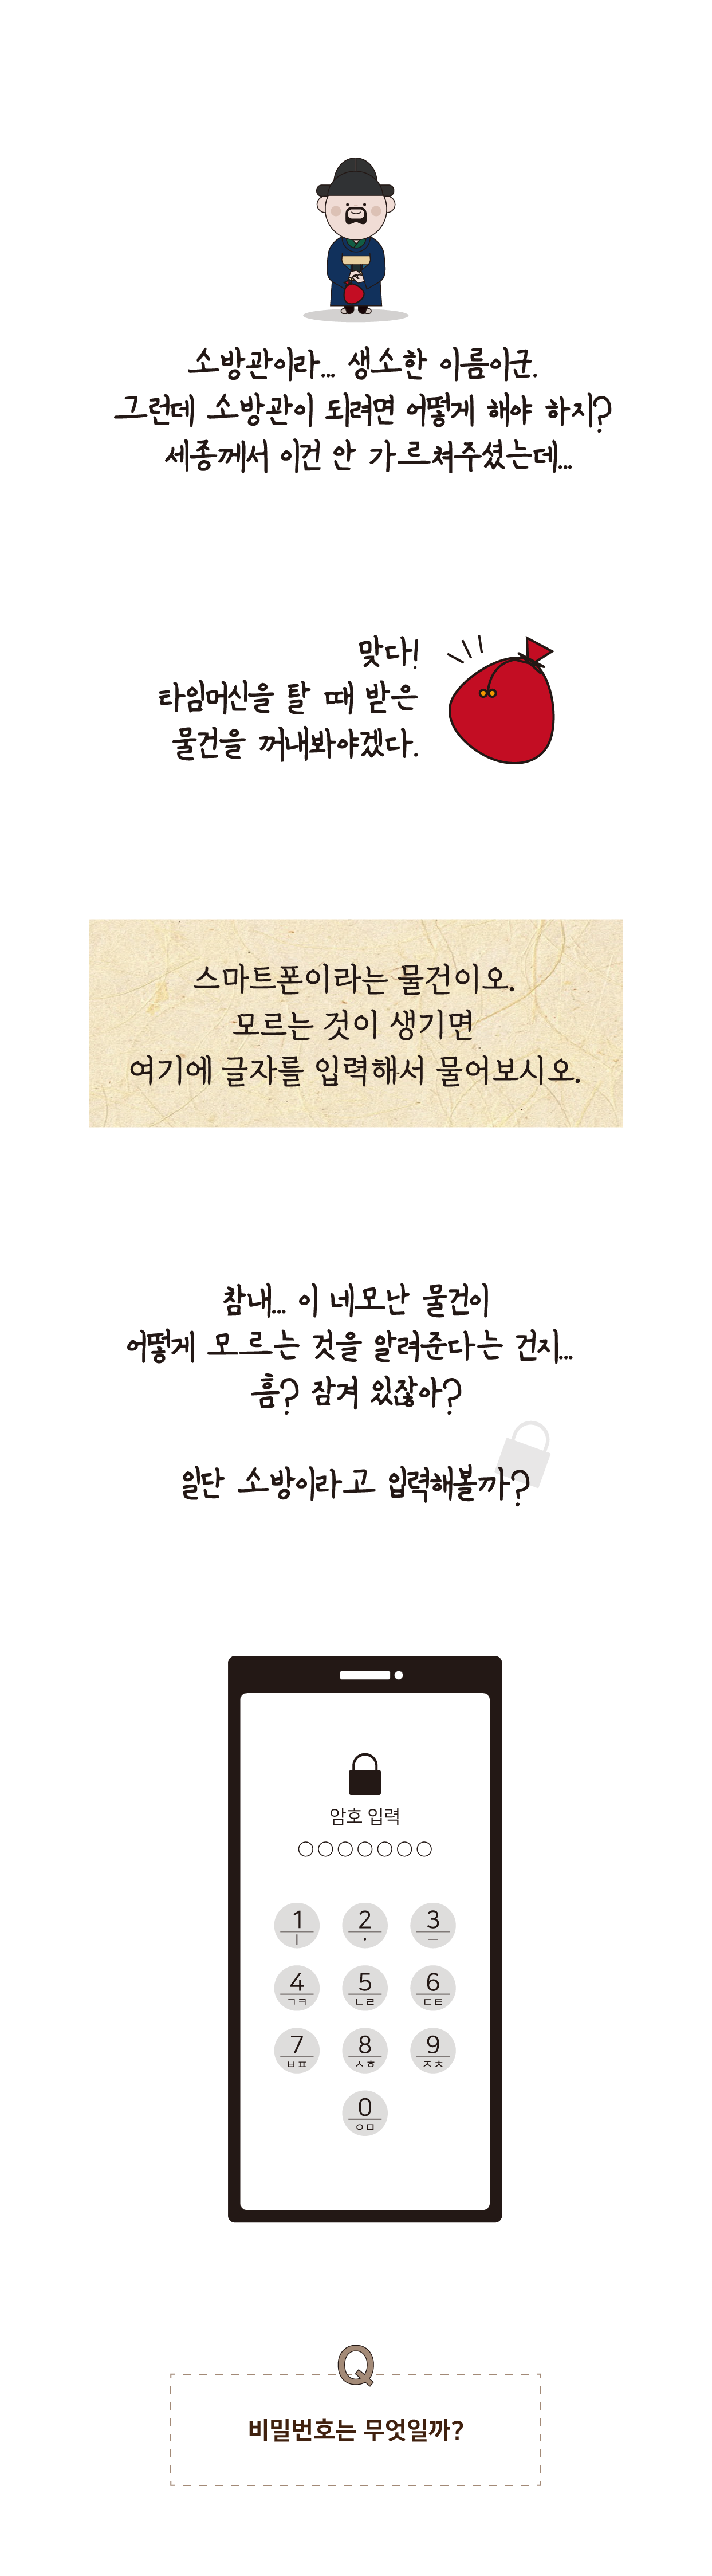 소방관이라... 생소한 이름이군.
그런데 소방관이 되려면 어떻게 해야 하지?
세종께서 이건 안 가르쳐주셨는데...
맞다!
타임머신을 탈 때 받은
물건을 꺼내봐야겠다.
스마트폰이라는 물건이오.
모르는 것이 생기면
여기에 글자를 입력해서 물어보시오.
참내... 이 네모난 물건이
어떻게 모르는 것을 알려준다는 건지...
흠? 잠겨 있잖아?
일단 소방이라고 입력해볼까?
암호 입력
1 2 3
ㅣ · ㅡ
4 5 6
ㄱㅋ ㄴㄹ ㄷㅌ
7 8 9
ㅂㅍ ㅅㅎ ㅈㅊ
0
ㅇㅁ
Q
비밀번호는 무엇일까?